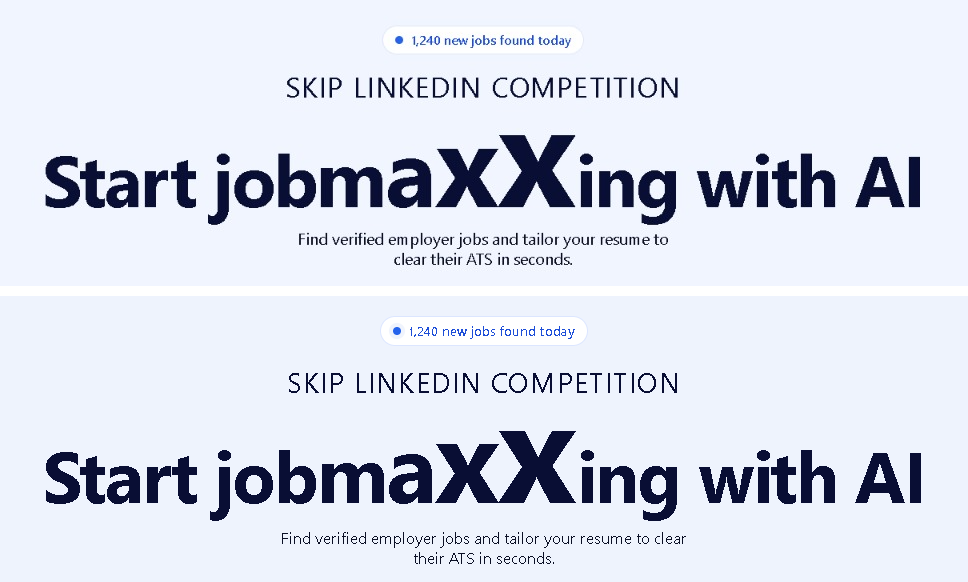 1,240 new jobs found today
SKIP LINKEDIN COMPETITION
Start jobmaxXing with AI
Find verified employer jobs and tailor your resume to
clear their ATS in seconds.
1,240 new jobs found today
SKIP LINKEDIN COMPETITION
Start jobmaxXing with AI
Find verified employer jobs and tailor your resume to clear
their ATS in seconds.